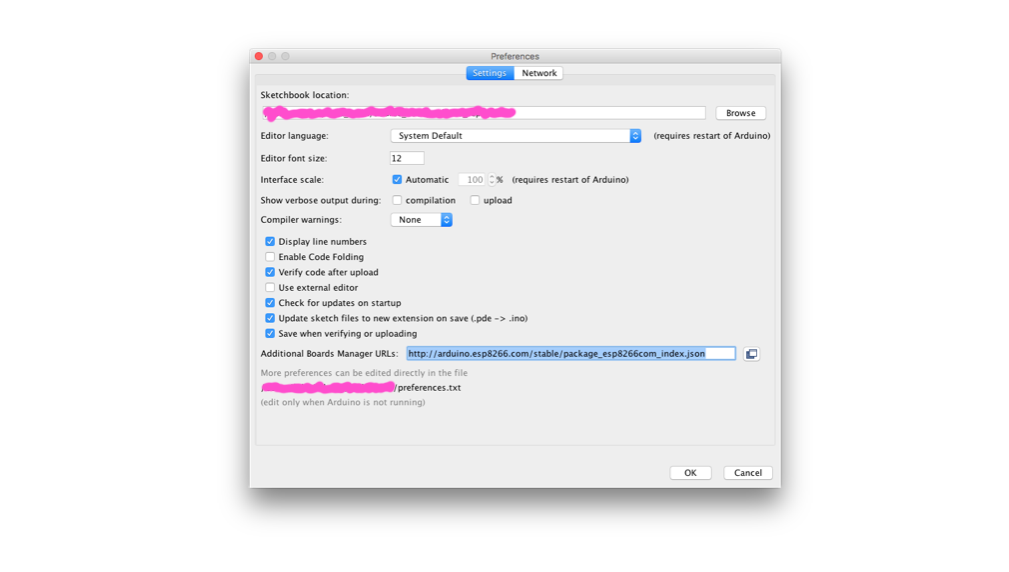 Preferences
Settings Network
Sketchbook location:
Browse
Editor language: System Default (requires restart of Arduino)
Editor font size: 12
Interface scale: Automatic 100 % (requires restart of Arduino)
Show verbose output during: compilation upload
Compiler warnings: None
Display line numbers
Enable Code Folding
Verify code after upload
Use external editor
Check for updates on startup
Update sketch files to new extension on save (.pde -> .ino)
Save when verifying or uploading
Additional Boards Manager URLs: http://arduino.esp8266.com/stable/package_esp8266com_index.json
More preferences can be edited directly in the file
/preferences.txt
(edit only when Arduino is not running)
OK Cancel